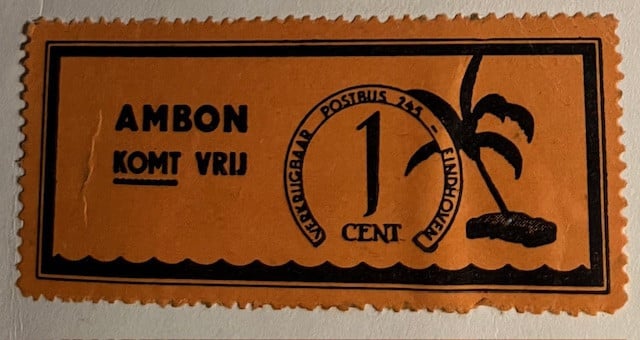 AMBON
KOMT VRIJ
VERKRIJGBAAR POSTBUS 245 - EINDHOVEN
1
CENT